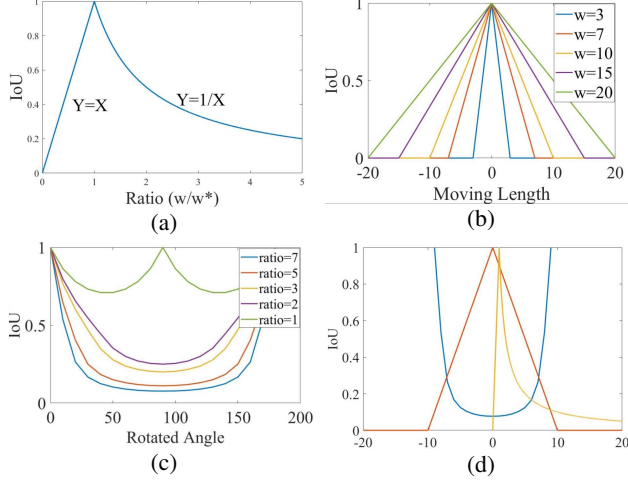 1
0.8
0.6
0.4
0.2
0
IoU
Y=X
Y=1/X
0 1 2 3 4 5
Ratio (w/w*)
(a)
1
0.5
0
IoU
w=3
w=7
w=10
w=15
w=20
-20 -10 0 10 20
Moving Length
(b)
1
0.5
0
IoU
ratio=7
ratio=5
ratio=3
ratio=2
ratio=1
0 50 100 150 200
Rotated Angle
(c)
1
0.8
0.6
0.4
0.2
0
IoU
-20 -10 0 10 20
(d)